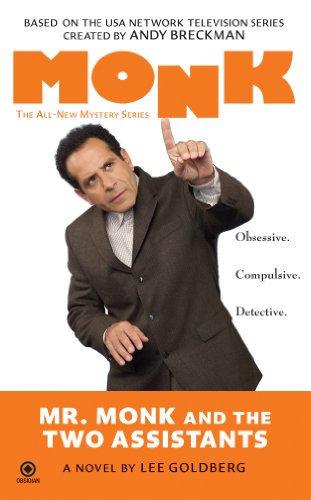 BASED ON THE USA NETWORK TELEVISION SERIES
CREATED BY ANDY BRECKMAN
MONK
THE ALL-NEW MYSTERY SERIES
Obsessive.
Compulsive.
Detective.
MR. MONK AND THE
TWO ASSISTANTS
OBSIDIAN
A NOVEL BY LEE GOLDBERG